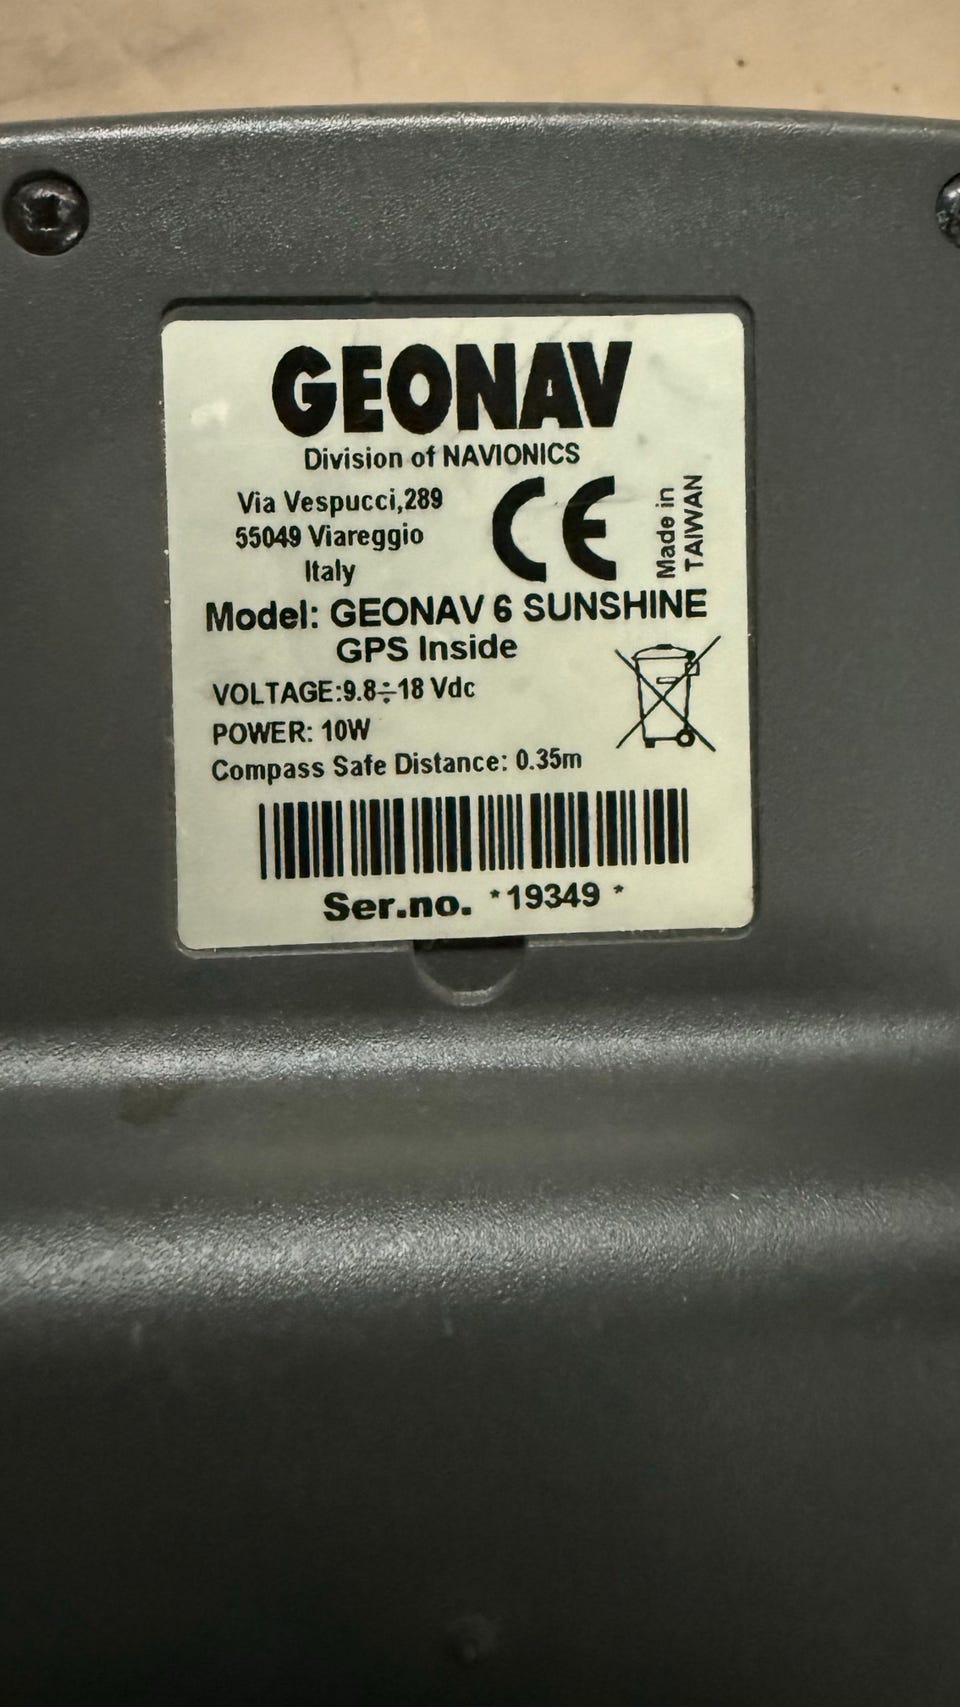 GEONAV
Division of NAVIONICS
Via Vespucci,289
55049 Viareggio
Italy
CE
Made in
TAIWAN
Model: GEONAV 6 SUNSHINE
GPS Inside
VOLTAGE:9.8÷18 Vdc
POWER: 10W
Compass Safe Distance: 0.35m
Ser.no. *19349 *